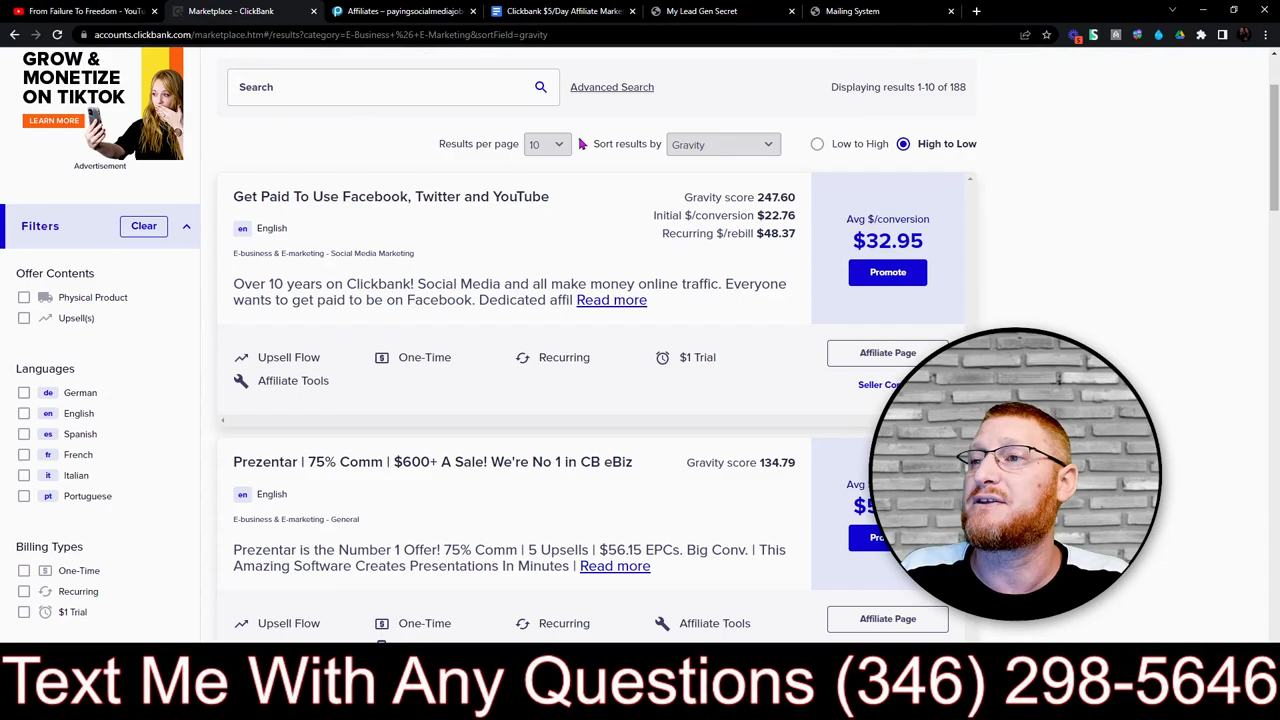 From Failure To Freedom - YouTu
Marketplace - ClickBank
Affiliates – payingsocialmediajob
Clickbank $5/Day Affiliate Marke
My Lead Gen Secret
Mailing System
accounts.clickbank.com/marketplace.htm#/results?category=E-Business+%26+E-Marketing&sortField=gravity
GROW &
MONETIZE
ON TIKTOK
LEARN MORE
Advertisement
Search
Advanced Search
Displaying results 1-10 of 188
Results per page
10
Sort results by
Gravity
Low to High
High to Low
Filters
Clear
Offer Contents
Physical Product
Upsell(s)
Languages
de German
en English
es Spanish
fr French
it Italian
pt Portuguese
Billing Types
One-Time
Recurring
$1 Trial
Get Paid To Use Facebook, Twitter and YouTube
en English
E-business & E-marketing - Social Media Marketing
Gravity score 247.60
Initial $/conversion $22.76
Recurring $/rebill $48.37
Avg $/conversion
$32.95
Promote
Over 10 years on Clickbank! Social Media and all make money online traffic. Everyone
wants to get paid to be on Facebook. Dedicated affil Read more
Upsell Flow
One-Time
Recurring
$1 Trial
Affiliate Tools
Affiliate Page
Seller Co
Prezentar | 75% Comm | $600+ A Sale! We're No 1 in CB eBiz
Gravity score 134.79
en English
E-business & E-marketing - General
Avg
Pro
Prezentar is the Number 1 Offer! 75% Comm | 5 Upsells | $56.15 EPCs. Big Conv. | This
Amazing Software Creates Presentations In Minutes | Read more
Upsell Flow
One-Time
Recurring
Affiliate Tools
Affiliate Page
Text Me With Any Questions (346) 298-5646